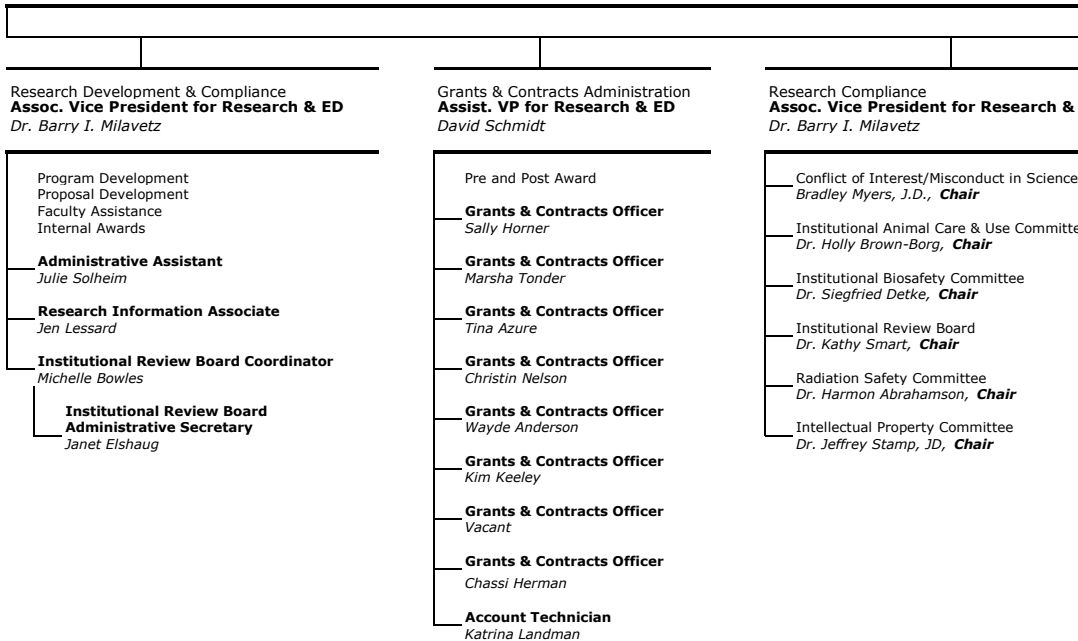 Research Development & Compliance
Assoc. Vice President for Research & ED
Dr. Barry I. Milavetz
Program Development
Proposal Development
Faculty Assistance
Internal Awards
Administrative Assistant
Julie Solheim
Research Information Associate
Jen Lessard
Institutional Review Board Coordinator
Michelle Bowles
Institutional Review Board
Administrative Secretary
Janet Elshaug
Grants & Contracts Administration
Assist. VP for Research & ED
David Schmidt
Pre and Post Award
Grants & Contracts Officer
Sally Horner
Grants & Contracts Officer
Marsha Tonder
Grants & Contracts Officer
Tina Azure
Grants & Contracts Officer
Christin Nelson
Grants & Contracts Officer
Wayde Anderson
Grants & Contracts Officer
Kim Keeley
Grants & Contracts Officer
Vacant
Grants & Contracts Officer
Chassi Herman
Account Technician
Katrina Landman
Research Compliance
Assoc. Vice President for Research &
Dr. Barry I. Milavetz
Conflict of Interest/Misconduct in Science
Bradley Myers, J.D., Chair
Institutional Animal Care & Use Committe
Dr. Holly Brown-Borg, Chair
Institutional Biosafety Committee
Dr. Siegfried Detke, Chair
Institutional Review Board
Dr. Kathy Smart, Chair
Radiation Safety Committee
Dr. Harmon Abrahamson, Chair
Intellectual Property Committee
Dr. Jeffrey Stamp, JD, Chair